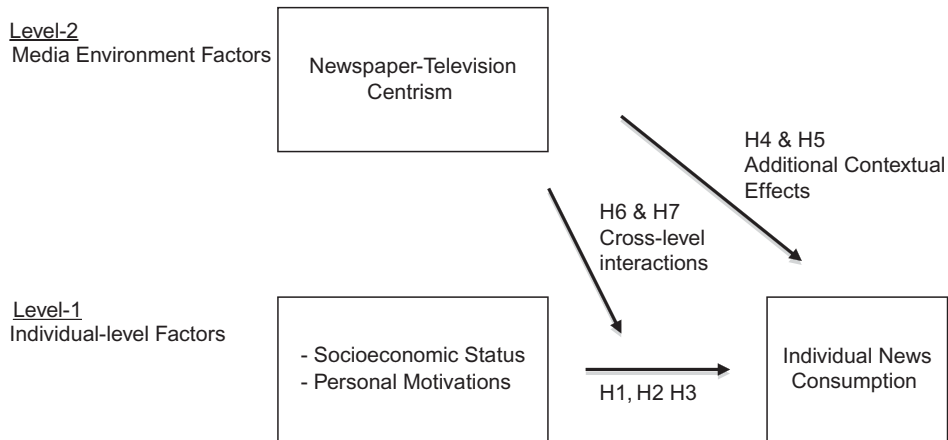 Level-2
Media Environment Factors
Newspaper-Television
Centrism
H4 & H5
Additional Contextual
Effects
H6 & H7
Cross-level
interactions
Level-1
Individual-level Factors
- Socioeconomic Status
- Personal Motivations
H1, H2 H3
Individual News
Consumption